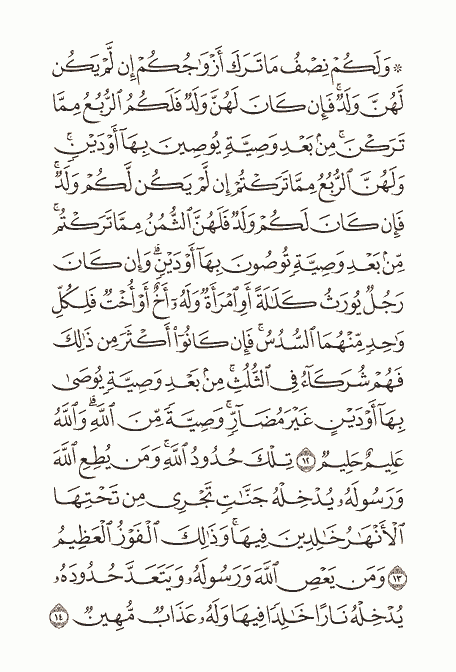 ۞ وَلَكُمْ نِصْفُ مَا تَرَكَ أَزْوَٰجُكُمْ إِن لَّمْ يَكُن
لَّهُنَّ وَلَدٌ ۚ فَإِن كَانَ لَهُنَّ وَلَدٌ فَلَكُمُ ٱلرُّبُعُ مِمَّا
تَرَكْنَ ۚ مِنۢ بَعْدِ وَصِيَّةٍ يُوصِينَ بِهَآ أَوْ دَيْنٍ ۚ
وَلَهُنَّ ٱلرُّبُعُ مِمَّا تَرَكْتُمْ إِن لَّمْ يَكُن لَّكُمْ وَلَدٌ ۚ
فَإِن كَانَ لَكُمْ وَلَدٌ فَلَهُنَّ ٱلثُّمُنُ مِمَّا تَرَكْتُم ۚ
مِّنۢ بَعْدِ وَصِيَّةٍ تُوصُونَ بِهَآ أَوْ دَيْنٍ ۗ وَإِن كَانَ
رَجُلٌ يُورَثُ كَلَٰلَةً أَوِ ٱمْرَأَةٌ وَلَهُۥٓ أَخٌ أَوْ أُخْتٌ فَلِكُلِّ
وَٰحِدٍ مِّنْهُمَا ٱلسُّدُسُ ۚ فَإِن كَانُوٓا۟ أَكْثَرَ مِن ذَٰلِكَ
فَهُمْ شُرَكَآءُ فِى ٱلثُّلُثِ ۚ مِنۢ بَعْدِ وَصِيَّةٍ يُوصَىٰ
بِهَآ أَوْ دَيْنٍ غَيْرَ مُضَآرٍّ ۚ وَصِيَّةً مِّنَ ٱللَّهِ ۗ وَٱللَّهُ
عَلِيمٌ حَلِيمٌ ۝١٢ تِلْكَ حُدُودُ ٱللَّهِ ۚ وَمَن يُطِعِ ٱللَّهَ
وَرَسُولَهُۥ يُدْخِلْهُ جَنَّٰتٍ تَجْرِى مِن تَحْتِهَا
ٱلْأَنْهَٰرُ خَٰلِدِينَ فِيهَا ۚ وَذَٰلِكَ ٱلْفَوْزُ ٱلْعَظِيمُ
۝١٣ وَمَن يَعْصِ ٱللَّهَ وَرَسُولَهُۥ وَيَتَعَدَّ حُدُودَهُۥ
يُدْخِلْهُ نَارًا خَٰلِدًا فِيهَا وَلَهُۥ عَذَابٌ مُّهِينٌ ۝١٤